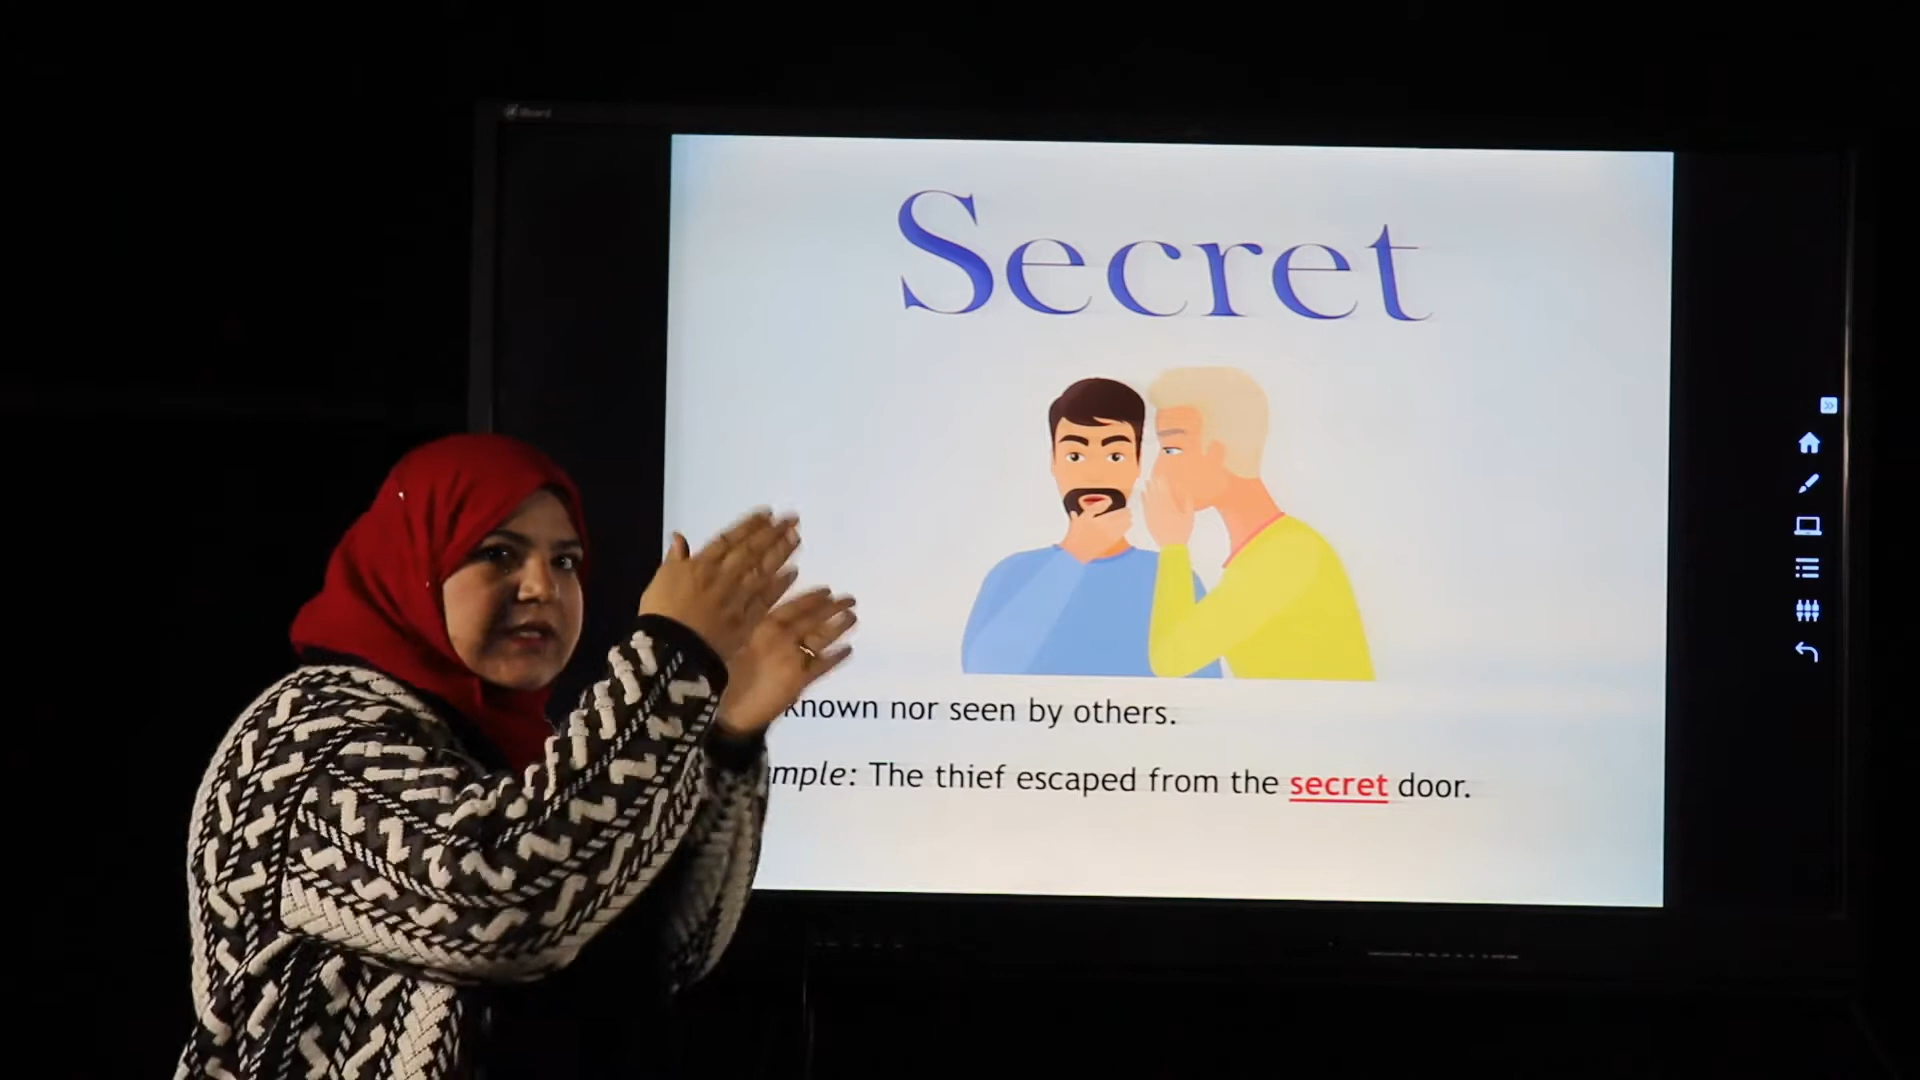 Secret
known nor seen by others.
mple: The thief escaped from the secret door.